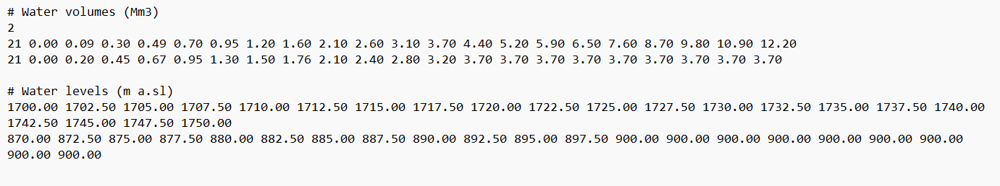 # Water volumes (Mm3)
2
21 0.00 0.09 0.30 0.49 0.70 0.95 1.20 1.60 2.10 2.60 3.10 3.70 4.40 5.20 5.90 6.50 7.60 8.70 9.80 10.90 12.20
21 0.00 0.20 0.45 0.67 0.95 1.30 1.50 1.76 2.10 2.40 2.80 3.20 3.70 3.70 3.70 3.70 3.70 3.70 3.70 3.70 3.70
# Water levels (m a.sl)
1700.00 1702.50 1705.00 1707.50 1710.00 1712.50 1715.00 1717.50 1720.00 1722.50 1725.00 1727.50 1730.00 1732.50 1735.00 1737.50 1740.00
1742.50 1745.00 1747.50 1750.00
870.00 872.50 875.00 877.50 880.00 882.50 885.00 887.50 890.00 892.50 895.00 897.50 900.00 900.00 900.00 900.00 900.00 900.00 900.00
900.00 900.00